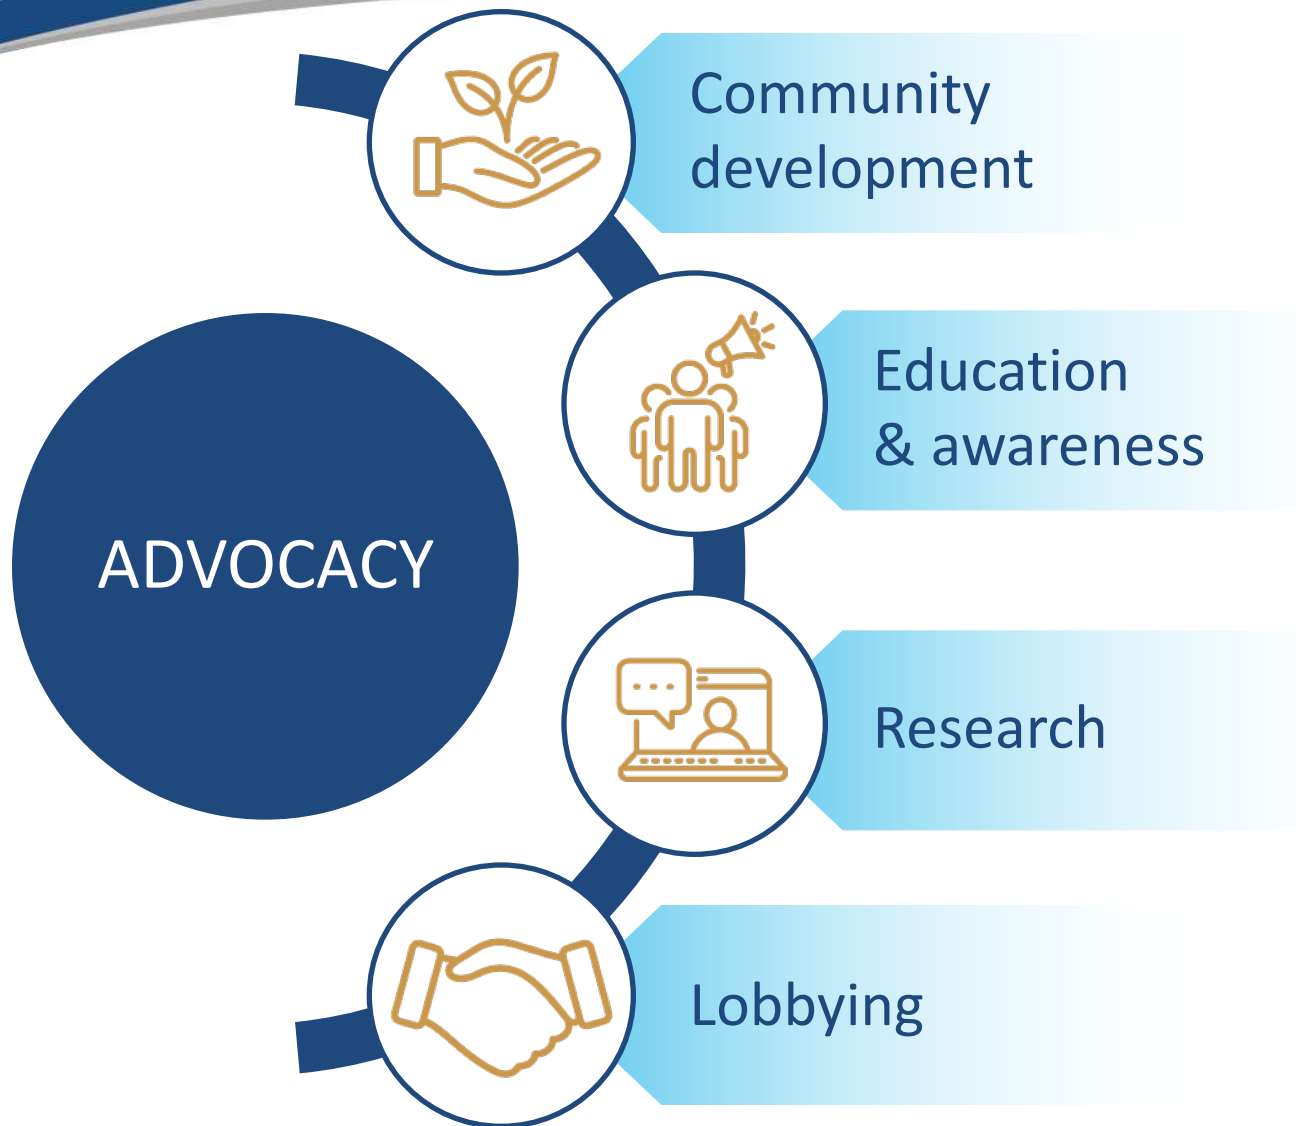 Community
development
Education
& awareness
ADVOCACY
Research
Lobbying